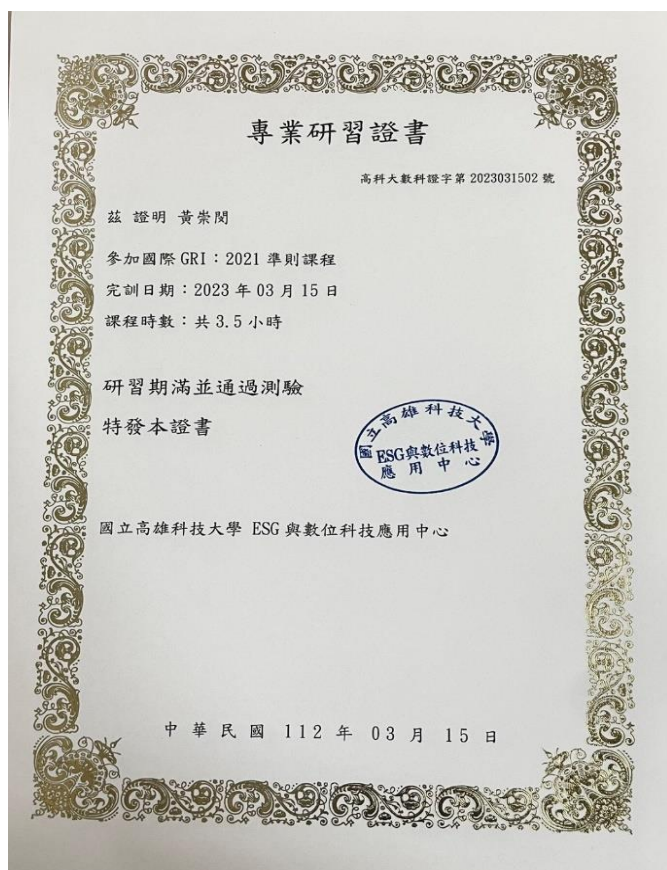 專業研習證書
高科大數科證字第 2023031502 號
茲 證明 黃崇閔
參加國際 GRI：2021 準則課程
完訓日期：2023 年 03 月 15 日
課程時數：共 3.5 小時
研習期滿並通過測驗
特發本證書
國立高雄科技大學
ESG與數位科技
應用中心
國立高雄科技大學 ESG 與數位科技應用中心
中華民國 112 年 03 月 15 日